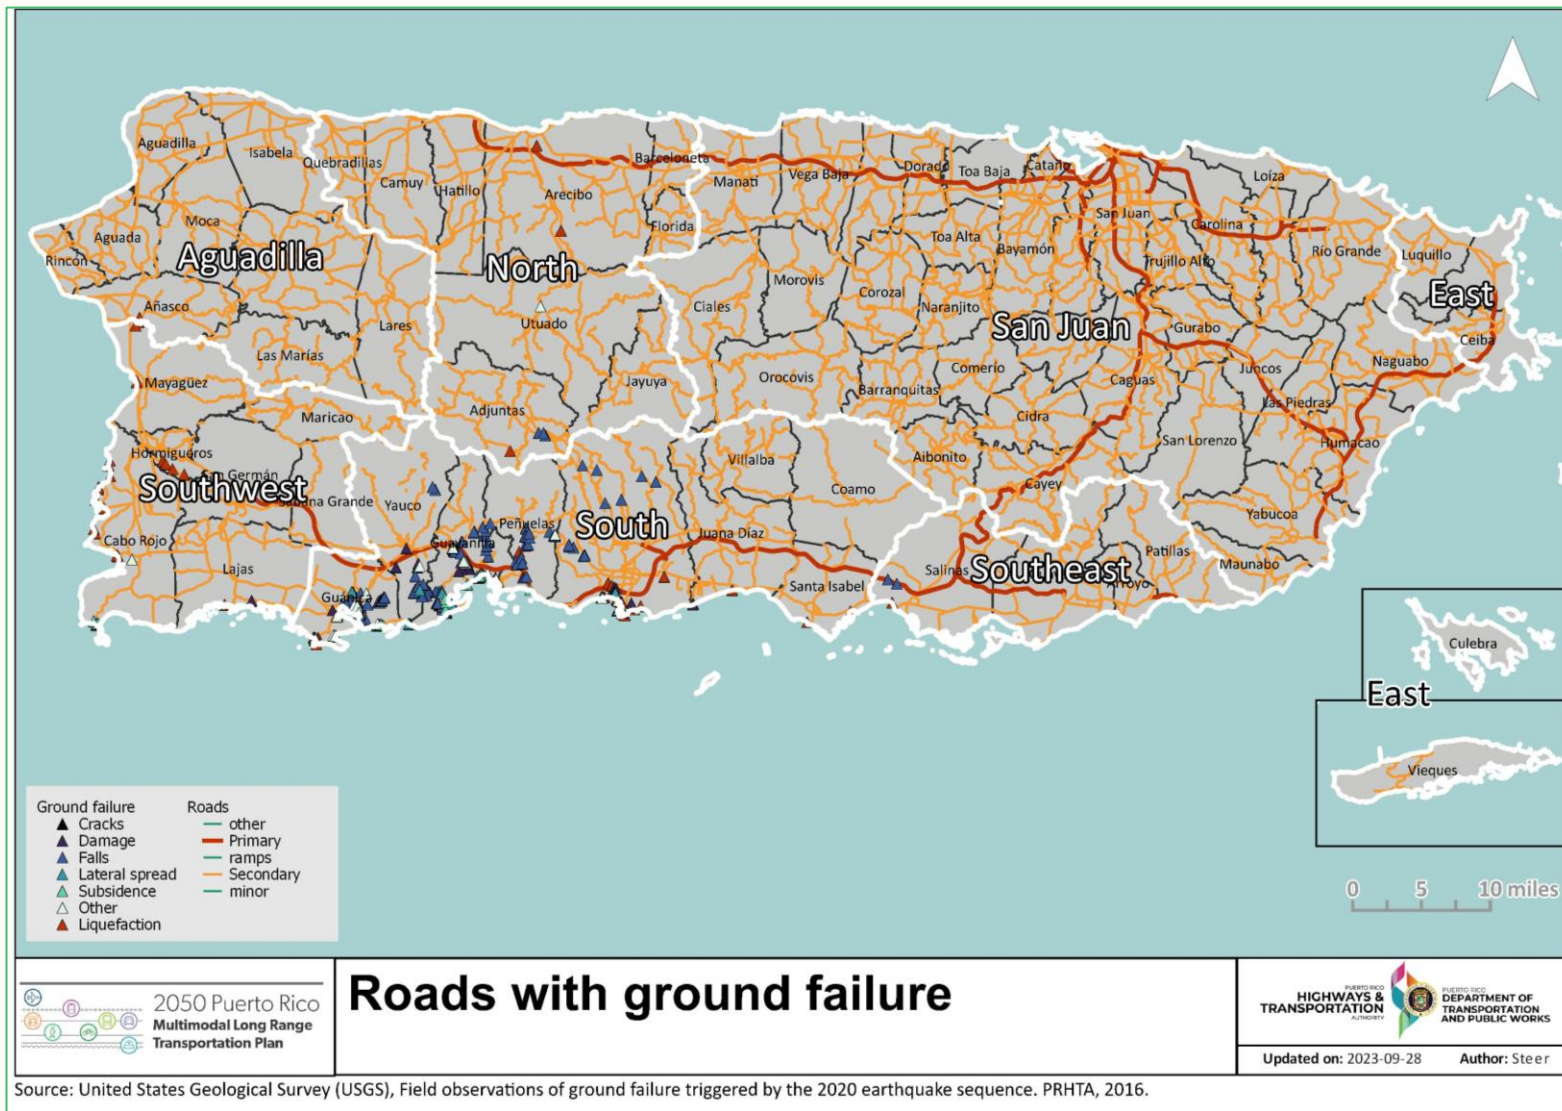 Aguadilla
Isabela
Quebradillas
Camuy
Hatillo
Barceloneta
Arecibo
Manatí
Vega Baja
Dorado
Toa Baja
Cataño
Loíza
San Juan
Carolina
Florida
Moca
Aguada
Rincón
Aguadilla
North
Toa Alta
Bayamón
Trujillo Alto
Río Grande
Luquillo
Morovis
Corozal
Naranjito
Ciales
Añasco
Lares
Utuado
San Juan
East
Gurabo
Ceiba
Las Marías
Naguabo
Mayagüez
Jayuya
Orocovis
Barranquitas
Comerío
Caguas
Juncos
Las Piedras
Maricao
Adjuntas
Cidra
Humacao
San Lorenzo
Hormigueros
San Germán
Villalba
Aibonito
Southwest
Sabana Grande
Yauco
Coamo
Cayey
Peñuelas
South
Yabucoa
Cabo Rojo
Guayanilla
Juana Díaz
Patillas
Maunabo
Lajas
Salinas
Southeast
Santa Isabel
Arroyo
Guánica
Culebra
East
Vieques
Ground failure
Cracks
Damage
Falls
Lateral spread
Subsidence
Other
Liquefaction
Roads
other
Primary
ramps
Secondary
minor
0 5 10 miles
2050 Puerto Rico
Multimodal Long Range
Transportation Plan
Roads with ground failure
PUERTO RICO
HIGHWAYS &
TRANSPORTATION
AUTHORITY
PUERTO RICO
DEPARTMENT OF
TRANSPORTATION
AND PUBLIC WORKS
Updated on: 2023-09-28 Author: Steer
Source: United States Geological Survey (USGS), Field observations of ground failure triggered by the 2020 earthquake sequence. PRHTA, 2016.